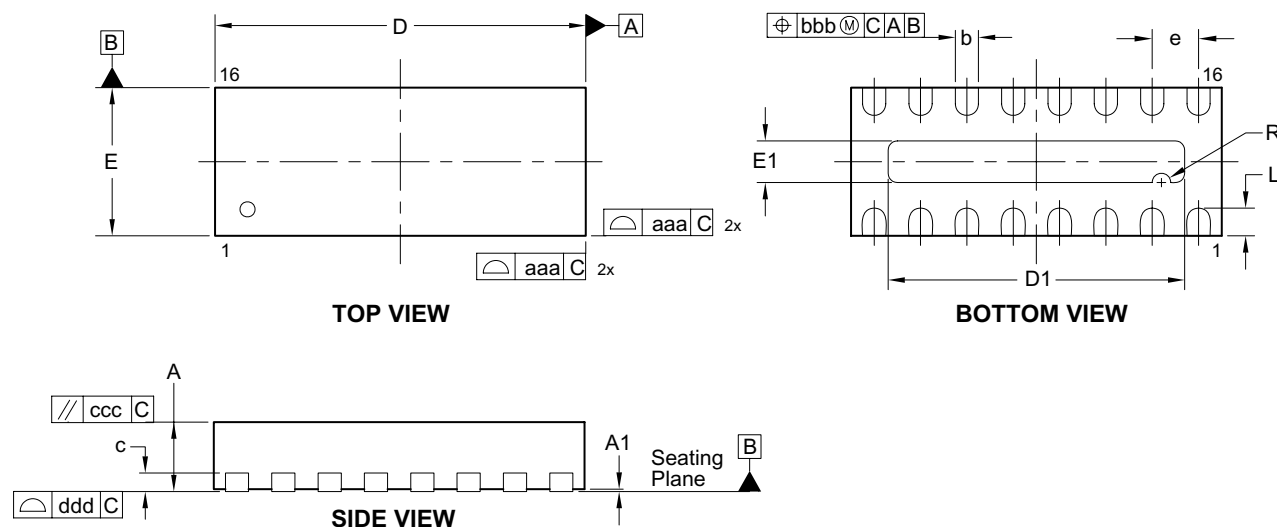 D
A
B
16
E
1
⌓ aaa C 2x
⌓ aaa C 2x
TOP VIEW
⌖ bbb Ⓜ C A B
b
e
16
E1
R
L
1
D1
BOTTOM VIEW
A
// ccc C
c
A1
Seating
Plane
B
⌓ ddd C
SIDE VIEW